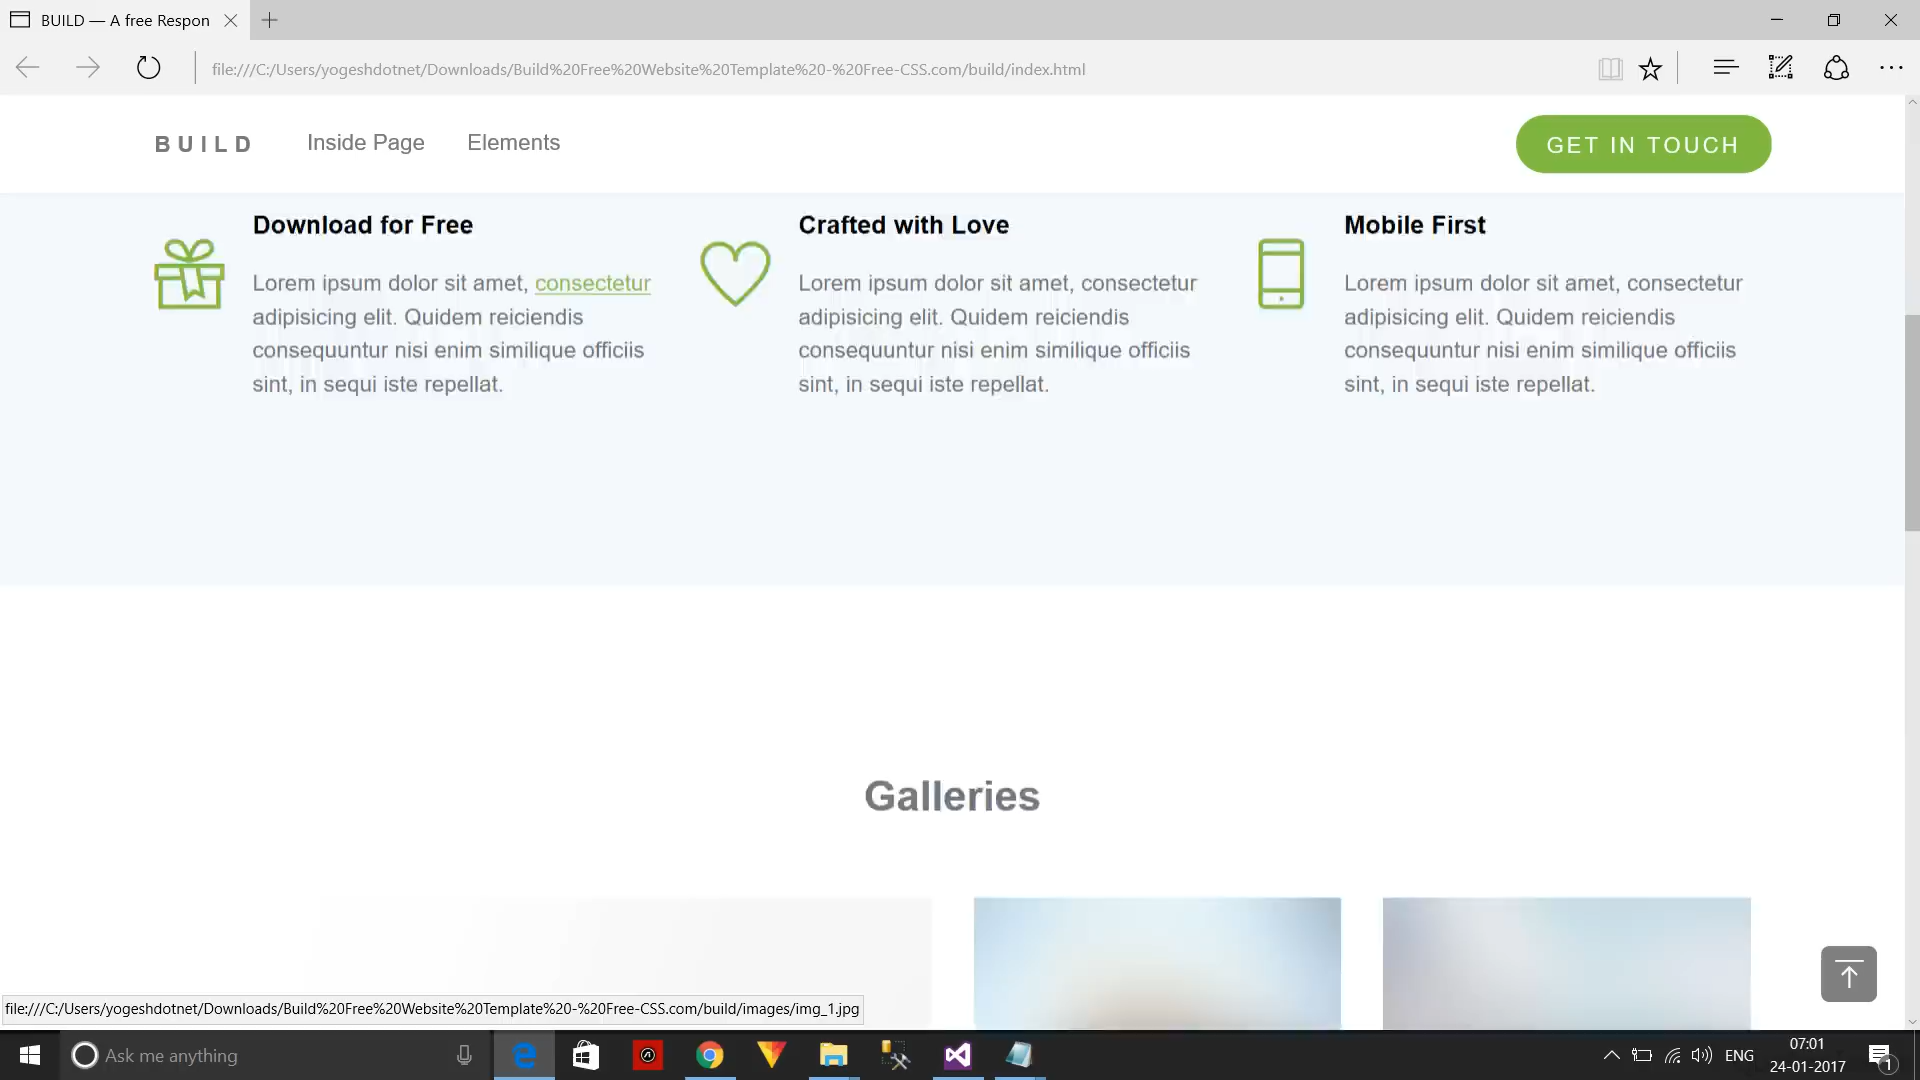 BUILD — A free Respon
file:///C:/Users/yogeshdotnet/Downloads/Build%20Free%20Website%20Template%20-%20Free-CSS.com/build/index.html
BUILD
Inside Page
Elements
GET IN TOUCH
Download for Free
Lorem ipsum dolor sit amet, consectetur
adipisicing elit. Quidem reiciendis
consequuntur nisi enim similique officiis
sint, in sequi iste repellat.
Crafted with Love
Lorem ipsum dolor sit amet, consectetur
adipisicing elit. Quidem reiciendis
consequuntur nisi enim similique officiis
sint, in sequi iste repellat.
Mobile First
Lorem ipsum dolor sit amet, consectetur
adipisicing elit. Quidem reiciendis
consequuntur nisi enim similique officiis
sint, in sequi iste repellat.
Galleries
file:///C:/Users/yogeshdotnet/Downloads/Build%20Free%20Website%20Template%20-%20Free-CSS.com/build/images/img_1.jpg
Ask me anything
ENG
07:01
24-01-2017
1